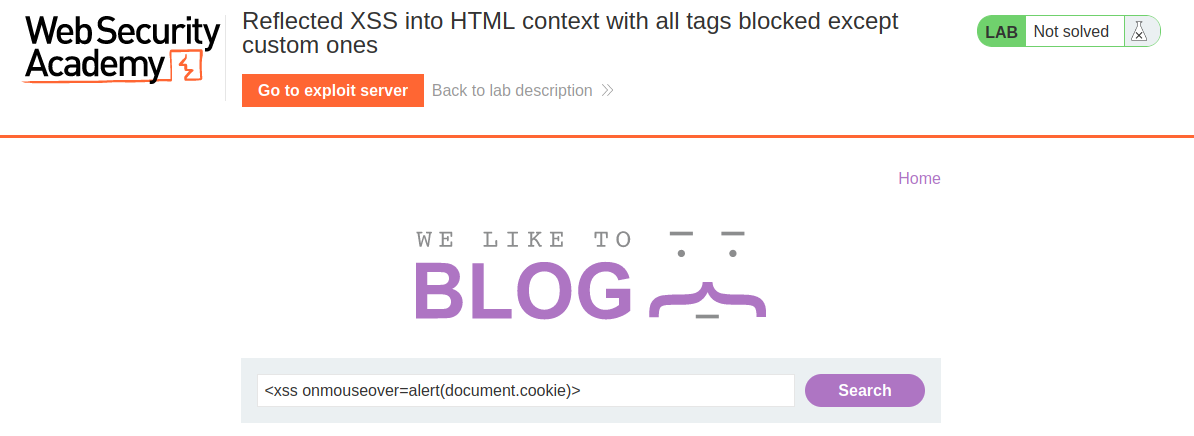 Web Security
Academy
Reflected XSS into HTML context with all tags blocked except
custom ones
LAB Not solved
Go to exploit server Back to lab description
Home
WE LIKE TO
BLOG
<xss onmouseover=alert(document.cookie)> Search